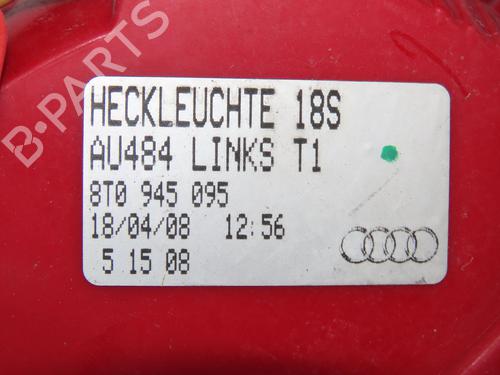 HECKLEUCHTE 18S
AU484 LINKS T1
8T0 945 095
18/04/08 12:56
5 15 08
B-PARTS